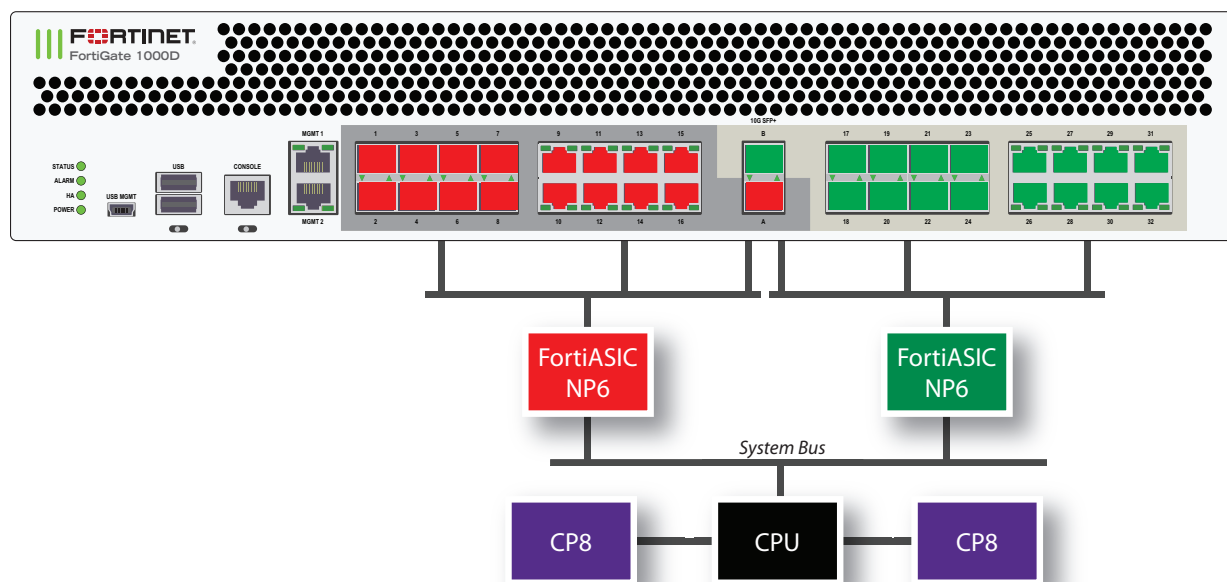 FORTINET
FortiGate 1000D
10G SFP+
MGMT 1
1 3 5 7
9 11 13 15
B
17 19 21 23
25 27 29 31
STATUS
ALARM
HA
POWER
USB MGMT
USB
CONSOLE
MGMT 2
2 4 6 8
10 12 14 16
A
18 20 22 24
26 28 30 32
FortiASIC
NP6
FortiASIC
NP6
System Bus
CP8
CPU
CP8